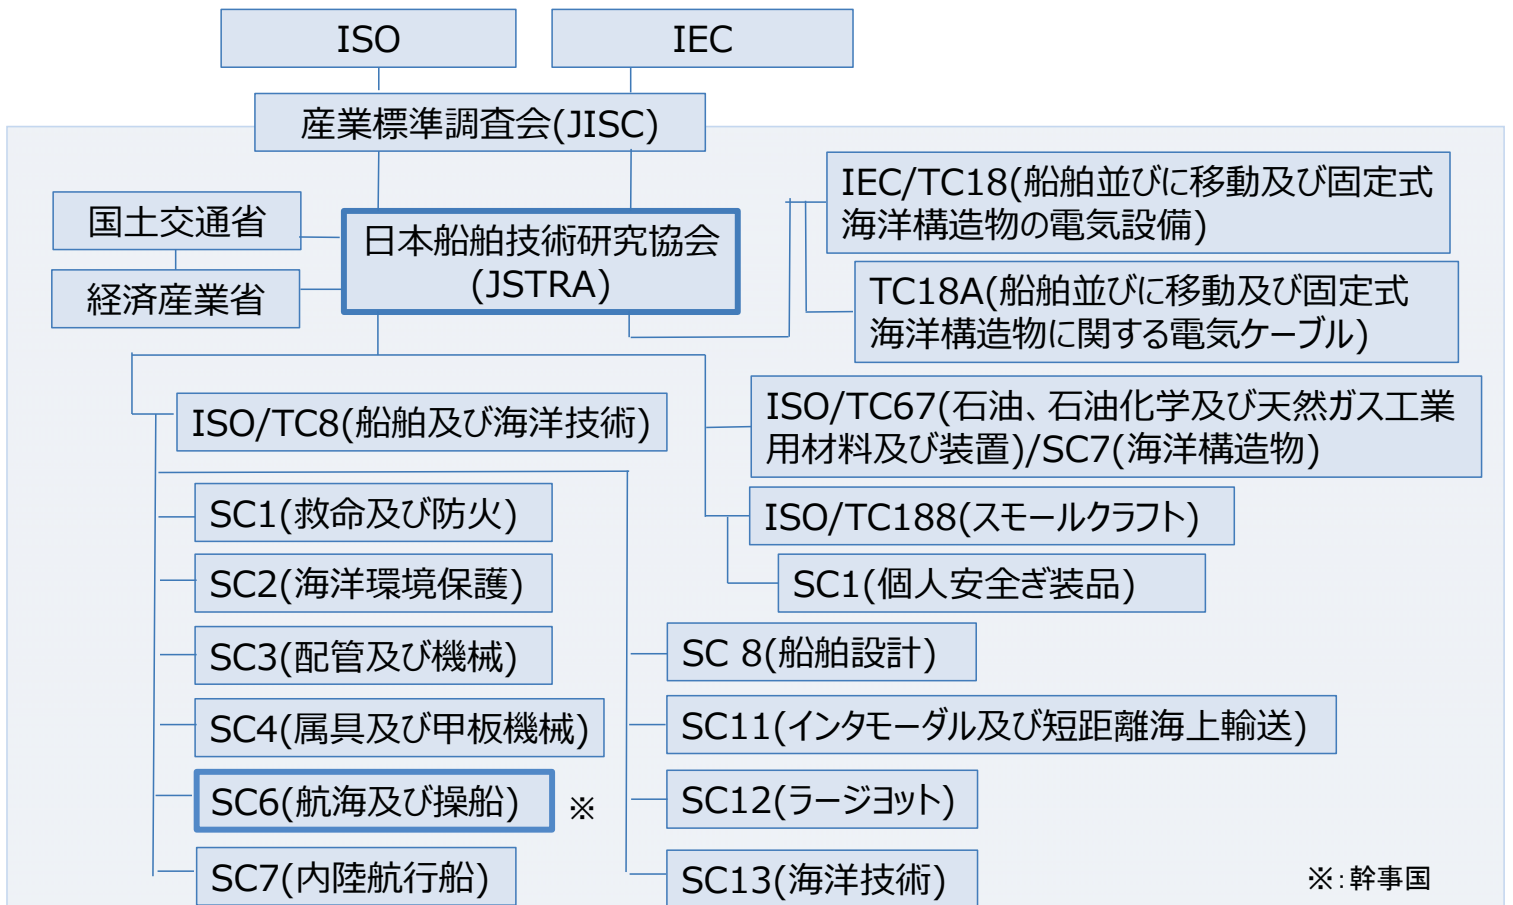 ISO
IEC
産業標準調査会(JISC)
国土交通省
経済産業省
日本船舶技術研究協会
(JSTRA)
IEC/TC18(船舶並びに移動及び固定式
海洋構造物の電気設備)
TC18A(船舶並びに移動及び固定式
海洋構造物に関する電気ケーブル)
ISO/TC8(船舶及び海洋技術)
ISO/TC67(石油、石油化学及び天然ガス工業
用材料及び装置)/SC7(海洋構造物)
ISO/TC188(スモールクラフト)
SC1(個人安全ぎ装品)
SC1(救命及び防火)
SC2(海洋環境保護)
SC3(配管及び機械)
SC4(属具及び甲板機械)
SC6(航海及び操船) ※
SC7(内陸航行船)
SC 8(船舶設計)
SC11(インタモーダル及び短距離海上輸送)
SC12(ラージヨット)
SC13(海洋技術)
※:幹事国